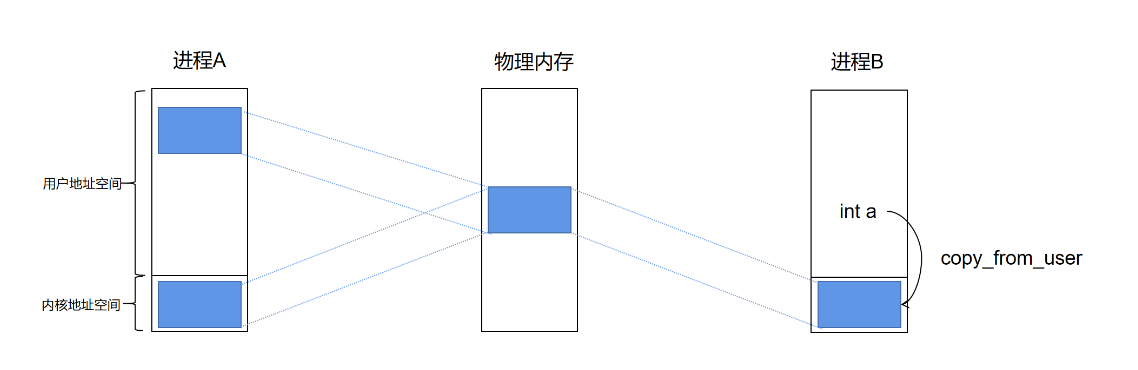 进程A
物理内存
进程B
用户地址空间
int a
copy_from_user
内核地址空间